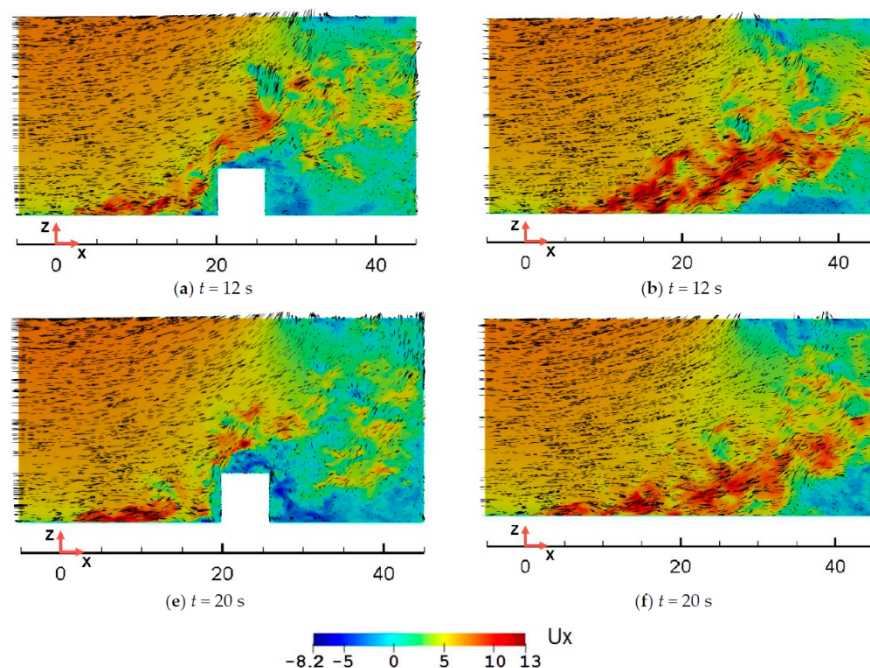 z
x
0 20 40
(a) t = 12 s
z
x
0 20 40
(b) t = 12 s
z
x
0 20 40
(e) t = 20 s
z
x
0 20 40
(f) t = 20 s
Ux
-8.2 -5 0 5 10 13